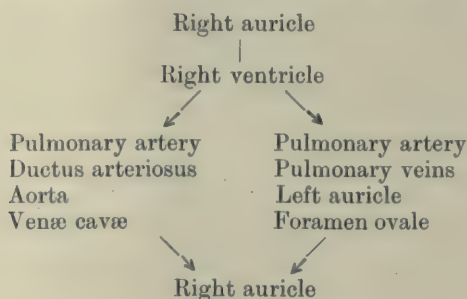 Right auricle
Right ventricle
Pulmonary artery
Ductus arteriosus
Aorta
Venæ cavæ
Pulmonary artery
Pulmonary veins
Left auricle
Foramen ovale
Right auricle